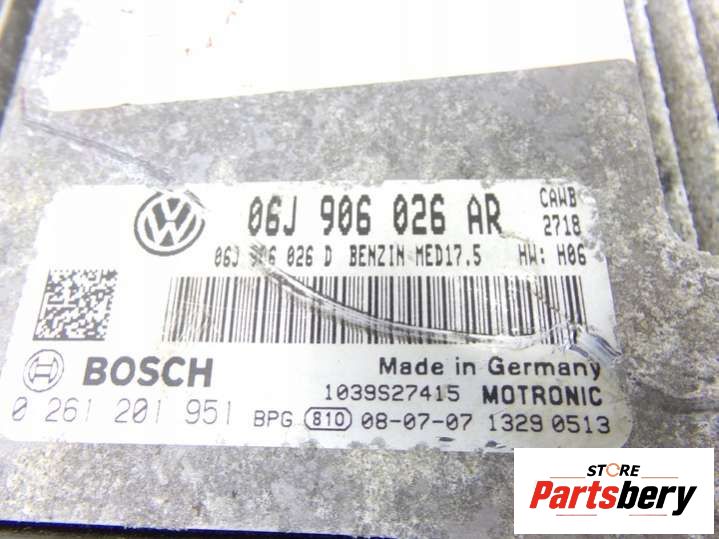 06J 906 026 AR CAWB
2718
06J 906 026 D BENZIN MED17.5 HW: H06
BOSCH Made in Germany
1039S27415 MOTRONIC
0 261 201 951 BPG 810 08-07-07 1329 0513
STORE
Partsbery